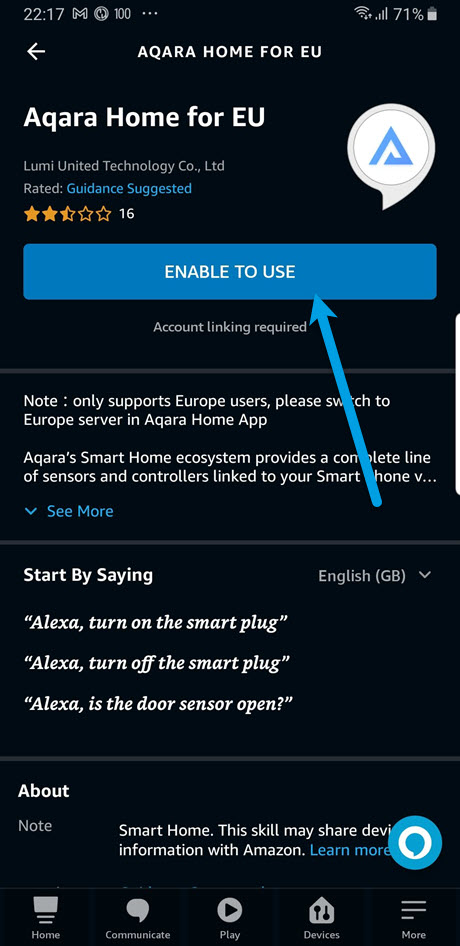 22:17 100 ... 71%
AQARA HOME FOR EU
Aqara Home for EU
Lumi United Technology Co., Ltd
Rated: Guidance Suggested
16
ENABLE TO USE
Account linking required
Note : only supports Europe users, please switch to
Europe server in Aqara Home App
Aqara's Smart Home ecosystem provides a complete line
of sensors and controllers linked to your Smart Phone v...
See More
Start By Saying English (GB)
“Alexa, turn on the smart plug”
“Alexa, turn off the smart plug”
“Alexa, is the door sensor open?”
About
Note Smart Home. This skill may share devi
information with Amazon. Learn more
Home Communicate Play Devices More